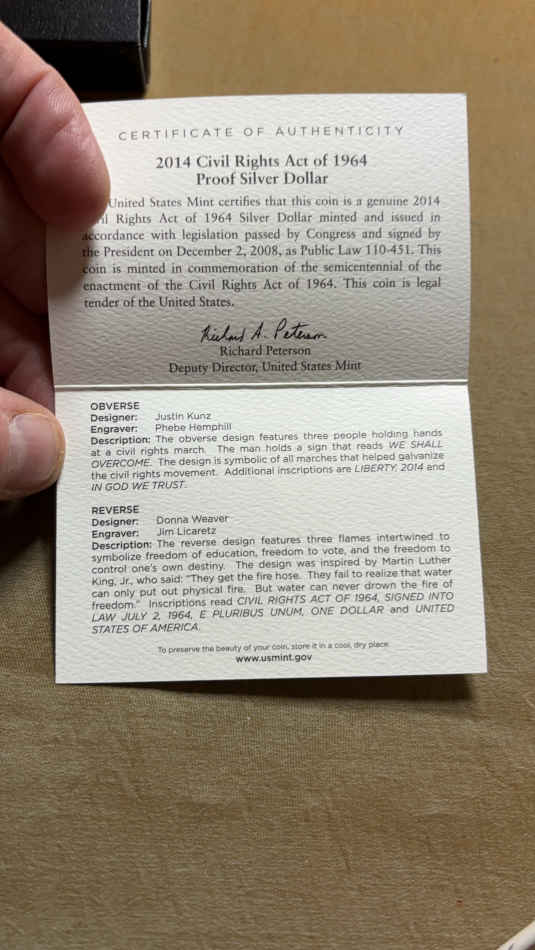 CERTIFICATE OF AUTHENTICITY
2014 Civil Rights Act of 1964
Proof Silver Dollar
United States Mint certifies that this coin is a genuine 2014
Rights Act of 1964 Silver Dollar minted and issued in
accordance with legislation passed by Congress and signed by
the President on December 2, 2008, as Public Law 110-451. This
coin is minted in commemoration of the semicentennial of the
enactment of the Civil Rights Act of 1964. This coin is legal
tender of the United States.
Richard A. Peterson
Richard Peterson
Deputy Director, United States Mint
OBVERSE
Designer: Justin Kunz
Engraver: Phebe Hemphill
Description: The obverse design features three people holding hands
at a civil rights march. The man holds a sign that reads WE SHALL
OVERCOME. The design is symbolic of all marches that helped galvanize
the civil rights movement. Additional inscriptions are LIBERTY, 2014 and
IN GOD WE TRUST.
REVERSE
Designer: Donna Weaver
Engraver: Jim Licaretz
Description: The reverse design features three flames intertwined to
symbolize freedom of education, freedom to vote, and the freedom to
control one's own destiny. The design was inspired by Martin Luther
King, Jr., who said: "They get the fire hose. They fail to realize that water
can only put out physical fire. But water can never drown the fire of
freedom." Inscriptions read CIVIL RIGHTS ACT OF 1964, SIGNED INTO
LAW JULY 2, 1964, E PLURIBUS UNUM, ONE DOLLAR and UNITED
STATES OF AMERICA.
To preserve the beauty of your coin, store it in a cool, dry place.
www.usmint.gov